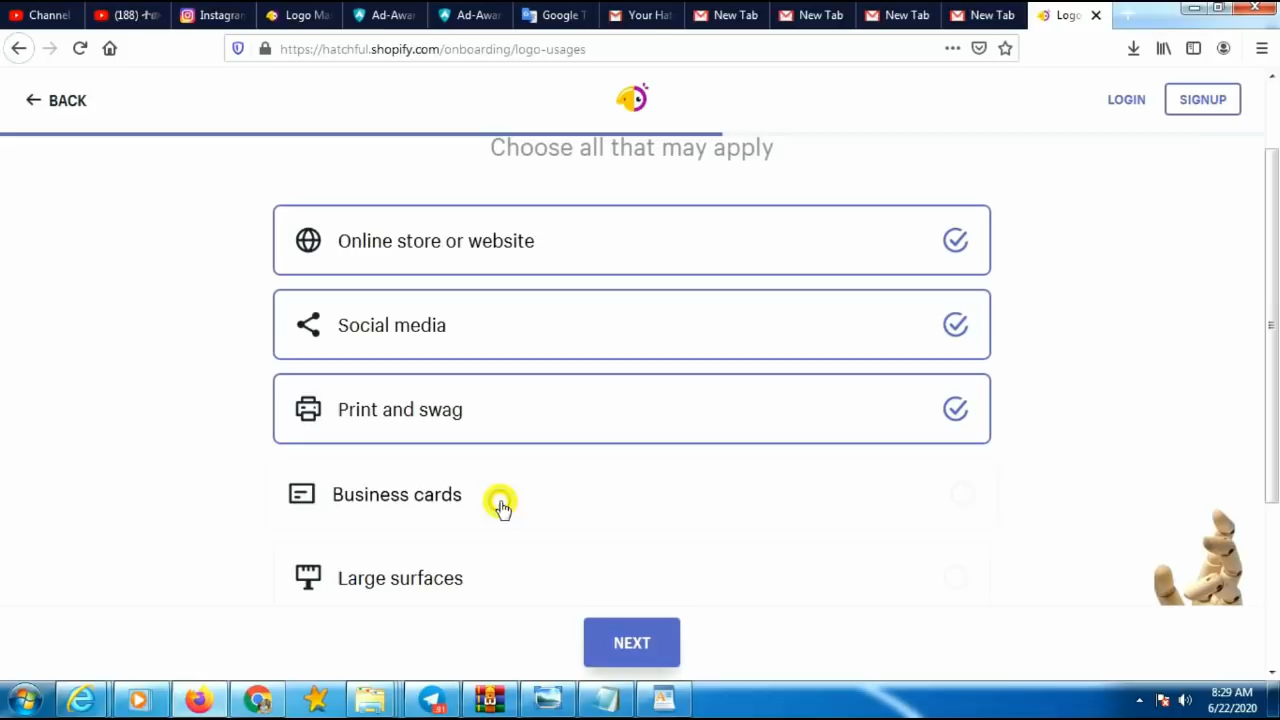 Channel
(188)
Instagran
Logo Ma
Ad-Awar
Ad-Awar
Google T
Your Hat
New Tab
New Tab
New Tab
New Tab
Logo
https://hatchful.shopify.com/onboarding/logo-usages
BACK
LOGIN
SIGNUP
Choose all that may apply
Online store or website
Social media
Print and swag
Business cards
Large surfaces
NEXT
8:29 AM
6/22/2020